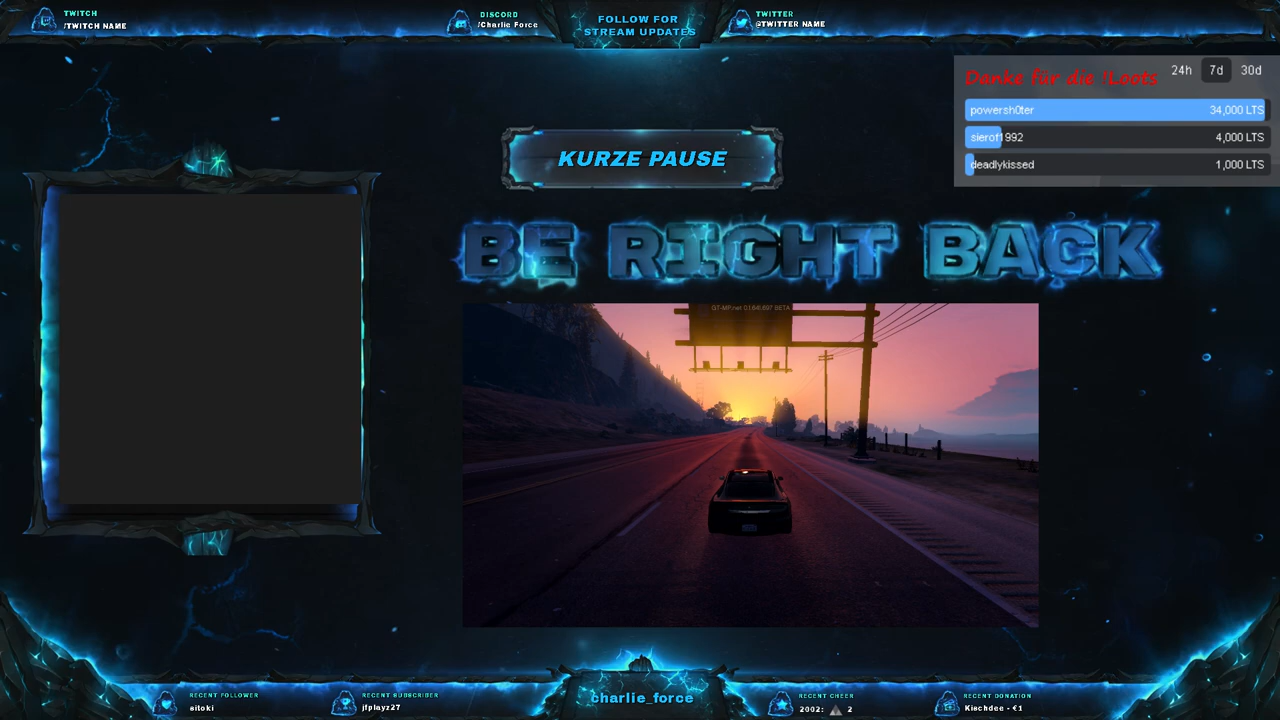 TWITCH
/TWITCH NAME
DISCORD
/Charlie Force
FOLLOW FOR
STREAM UPDATES
TWITTER
@TWITTER NAME
Danke für die !Loots
24h 7d 30d
powersh0ter 34,000 LTS
sierof1992 4,000 LTS
deadlykissed 1,000 LTS
KURZE PAUSE
BE RIGHT BACK
RECENT FOLLOWER
sitoki
RECENT SUBSCRIBER
jfplayz27
charlie_force
RECENT CHEER
2002: 2
RECENT DONATION
Kischdee - €1